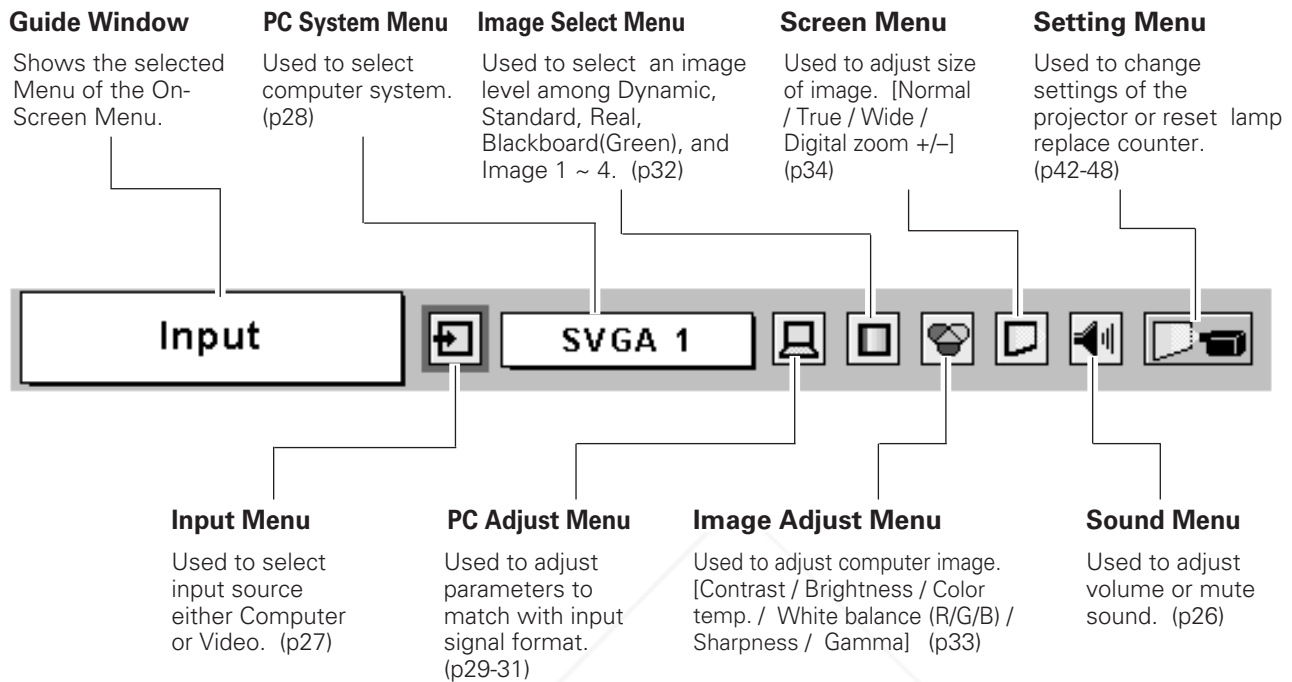 Guide Window
Shows the selected
Menu of the On-
Screen Menu.
PC System Menu
Used to select
computer system.
(p28)
Image Select Menu
Used to select an image
level among Dynamic,
Standard, Real,
Blackboard(Green), and
Image 1 ~ 4. (p32)
Screen Menu
Used to adjust size
of image. [Normal
/ True / Wide /
Digital zoom +/–]
(p34)
Setting Menu
Used to change
settings of the
projector or reset lamp
replace counter.
(p42-48)
Input
SVGA 1
Input Menu
Used to select
input source
either Computer
or Video. (p27)
PC Adjust Menu
Used to adjust
parameters to
match with input
signal format.
(p29-31)
Image Adjust Menu
Used to adjust computer image.
[Contrast / Brightness / Color
temp. / White balance (R/G/B) /
Sharpness / Gamma] (p33)
Sound Menu
Used to adjust
volume or mute
sound. (p26)